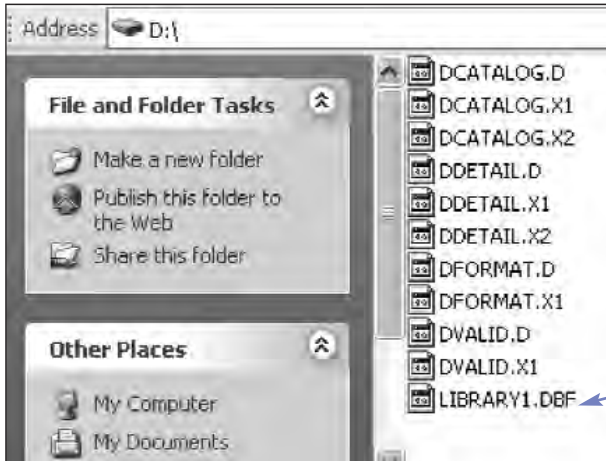 Address D:\
File and Folder Tasks
Make a new folder
Publish this folder to
the Web
Share this folder
Other Places
My Computer
My Documents
DCATALOG.D
DCATALOG.X1
DCATALOG.X2
DDETAIL.D
DDETAIL.X1
DDETAIL.X2
DFORMAT.D
DFORMAT.X1
DVALID.D
DVALID.X1
LIBRARY1.DBF